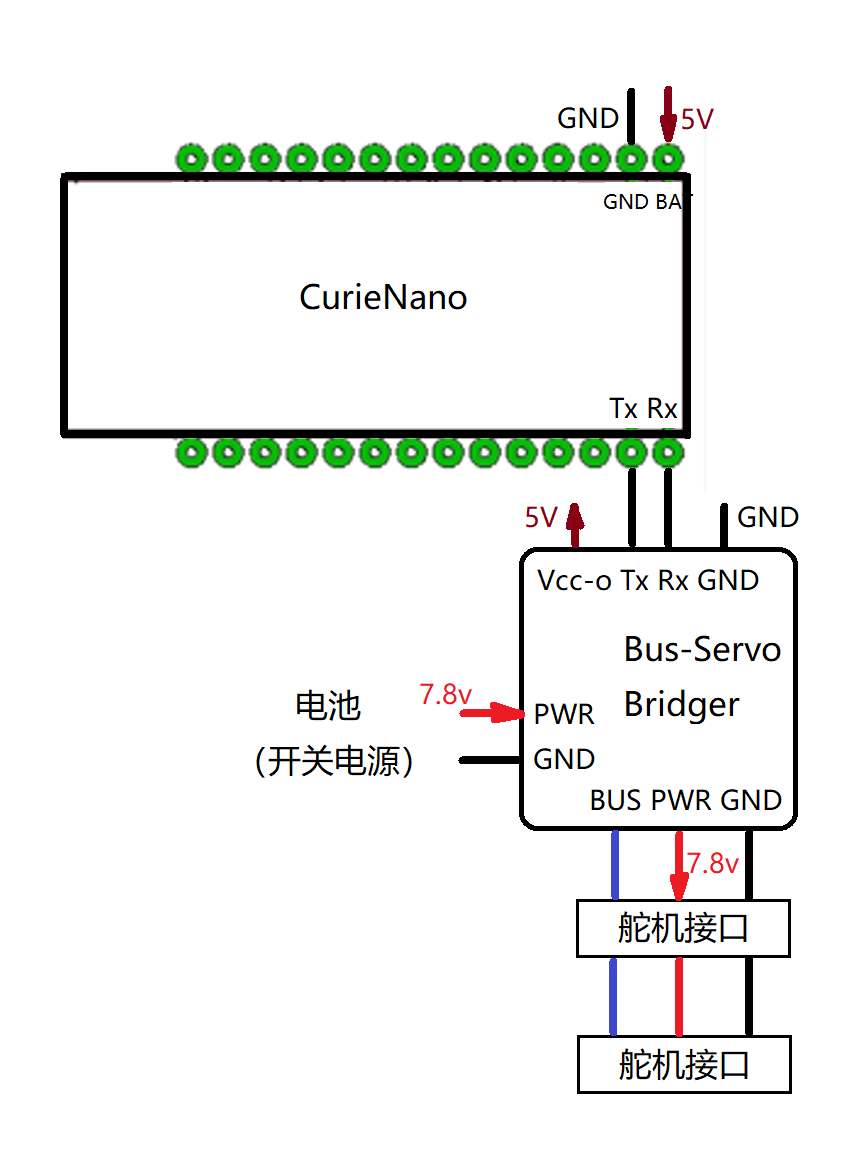 GND 5V
GND BAT
CurieNano
Tx Rx
5V GND
Vcc-o Tx Rx GND
Bus-Servo
Bridger
电池
7.8v
PWR
(开关电源)
GND
BUS PWR GND
7.8v
舵机接口
舵机接口